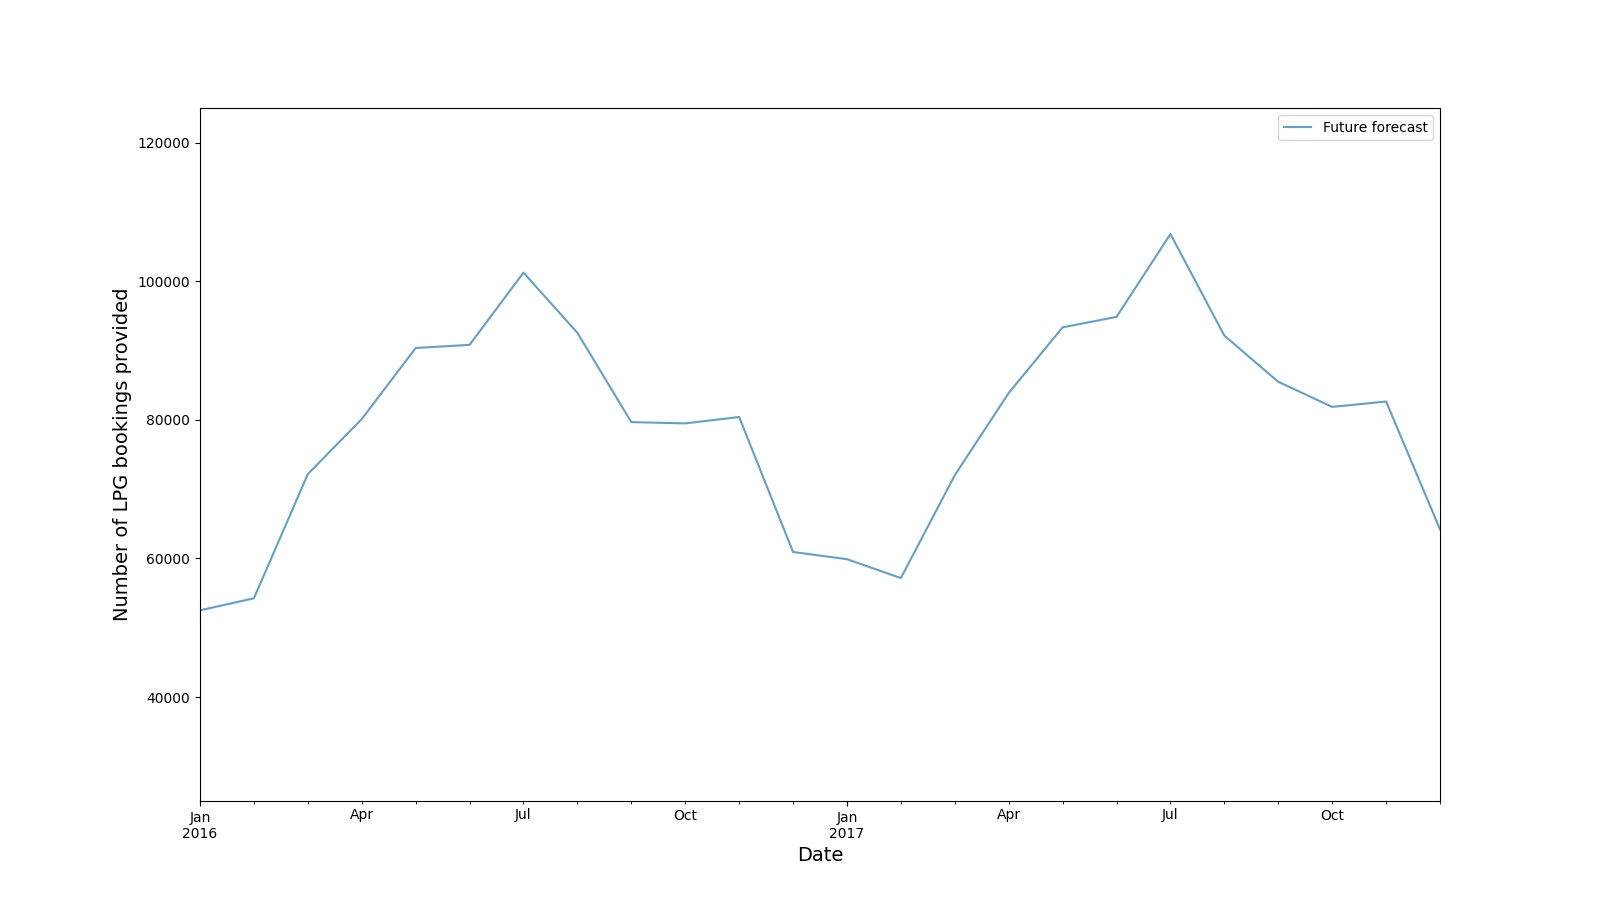 Future forecast
120000
100000
80000
60000
40000
Number of LPG bookings provided
Jan Apr Jul Oct Jan Apr Jul Oct
2016 2017
Date